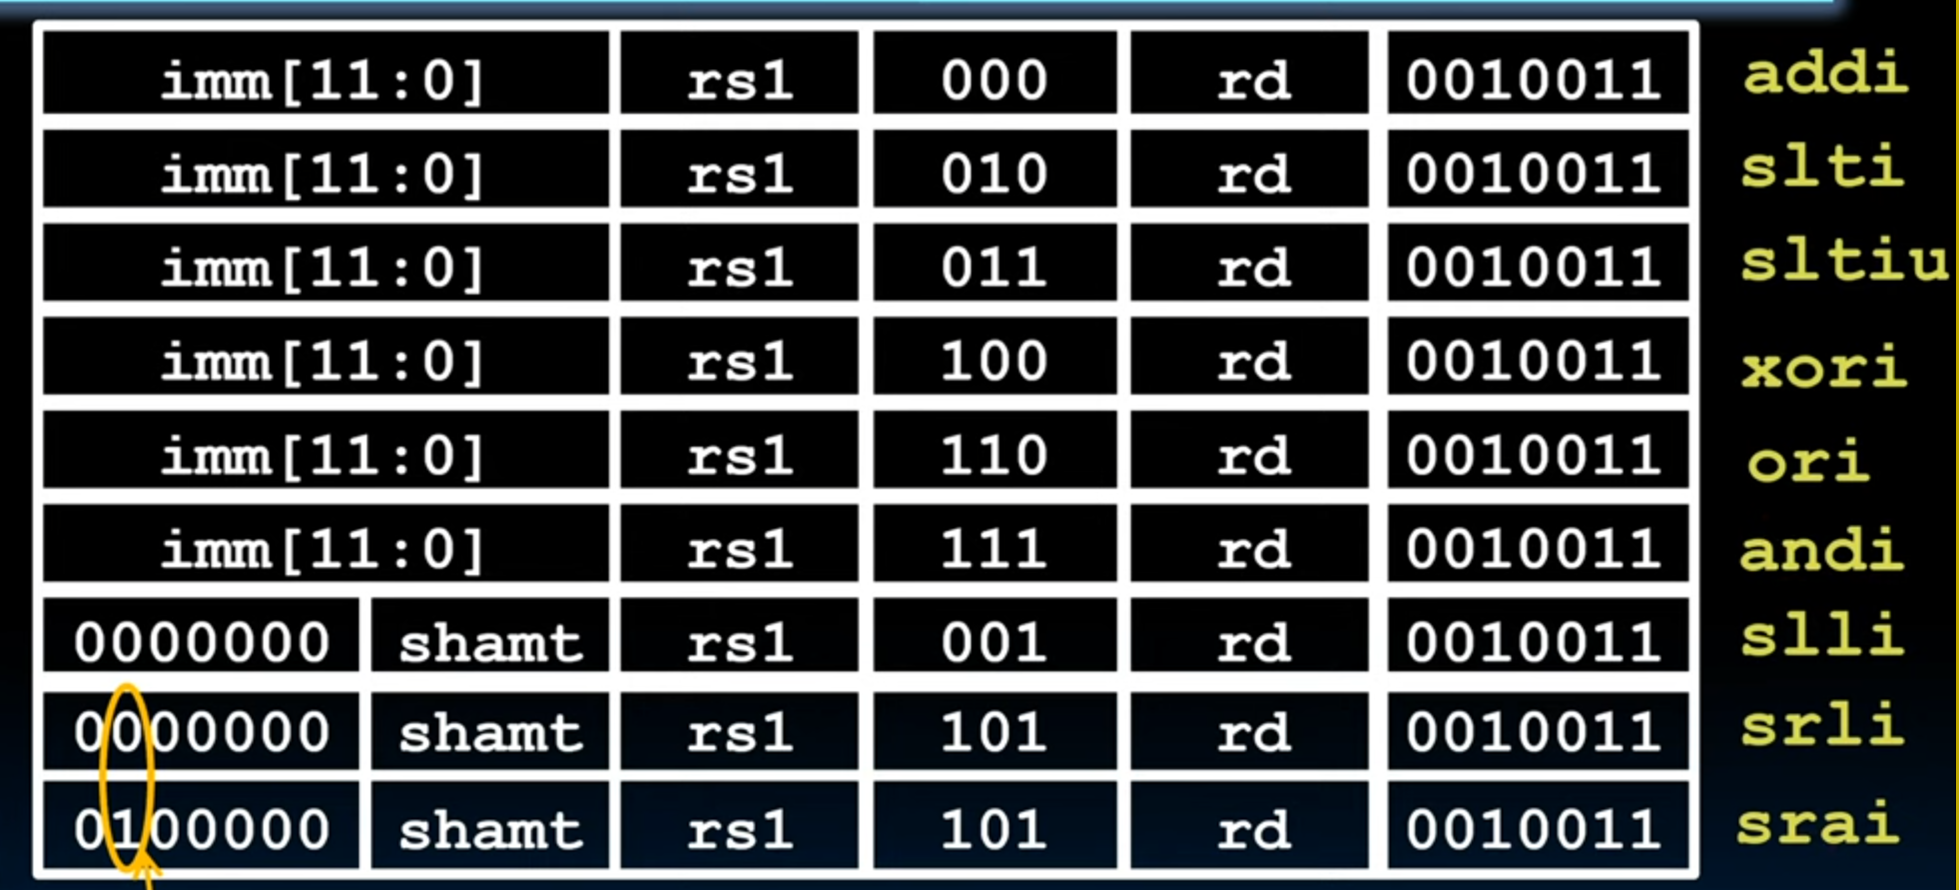 imm[11:0] rs1 000 rd 0010011 addi
imm[11:0] rs1 010 rd 0010011 slti
imm[11:0] rs1 011 rd 0010011 sltiu
imm[11:0] rs1 100 rd 0010011 xori
imm[11:0] rs1 110 rd 0010011 ori
imm[11:0] rs1 111 rd 0010011 andi
0000000 shamt rs1 001 rd 0010011 slli
0000000 shamt rs1 101 rd 0010011 srli
0100000 shamt rs1 101 rd 0010011 srai